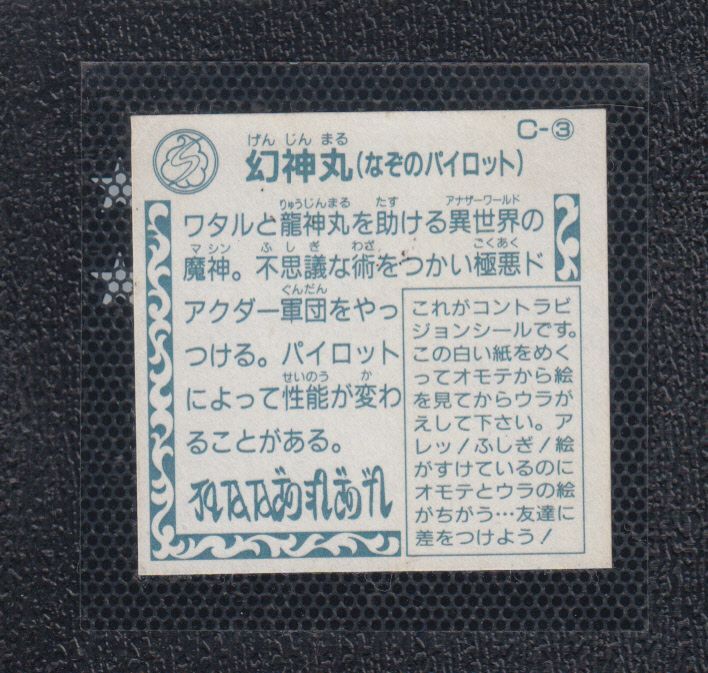 C-③
げんじんまる
幻神丸(なぞのパイロット)
りゅうじんまる たす アナザーワールド
ワタルと龍神丸を助ける異世界の
マシン ふしぎ わざ ごくあく
魔神。不思議な術をつかい極悪ド
ぐんだん
アクダー軍団をやっ
つける。パイロット
せいのう か
によって性能が変わ
ることがある。
これがコントラビ
ジョンシールです。
この白い紙をめく
ってオモテから絵
を見てからウラが
えして下さい。ア
レッ!ふしぎ!絵
がすけているのに
オモテとウラの絵
がちがう…友達に
差をつけよう!